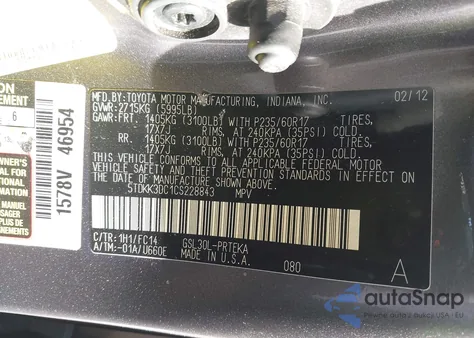 MFD.BY:TOYOTA MOTOR MANUFACTURING, INDIANA, INC. 02/12
GVWR:2715KG (5995LB)
GAWR:FRT. 1405KG (3100LB) WITH P235/60R17 TIRES,
17X7J RIMS, AT 240KPA (35PSI) COLD.
RR. 1405KG (3100LB) WITH P235/60R17 TIRES,
17X7J RIMS, AT 240KPA (35PSI) COLD.
THIS VEHICLE CONFORMS TO ALL APPLICABLE FEDERAL MOTOR
VEHICLE SAFETY AND THEFT PREVENTION STANDARDS IN EFFECT
ON THE DATE OF MANUFACTURE SHOWN ABOVE.
5TDKK3DC1CS228843 MPV
C/TR:1H1/FC14 GSL30L-PRTEKA
A/TM:-01A/U660E MADE IN U.S.A. 080 A
6
1578V 46954
OWNER'S
MANUAL
autoSnap